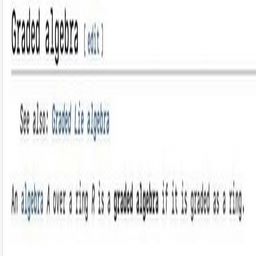 Graded algebra [edit]
See also: Graded Lie algebra
An algebra A over a ring R is a graded algebra if it is graded as a ring.